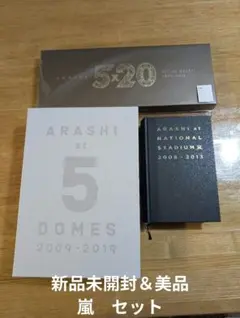 ARASHI
5×20
ARASHI
at
5
DOMES
2009-2019
ARASHI at
NATIONAL
STADIUM
2008-2013
新品未開封＆美品
嵐　セット